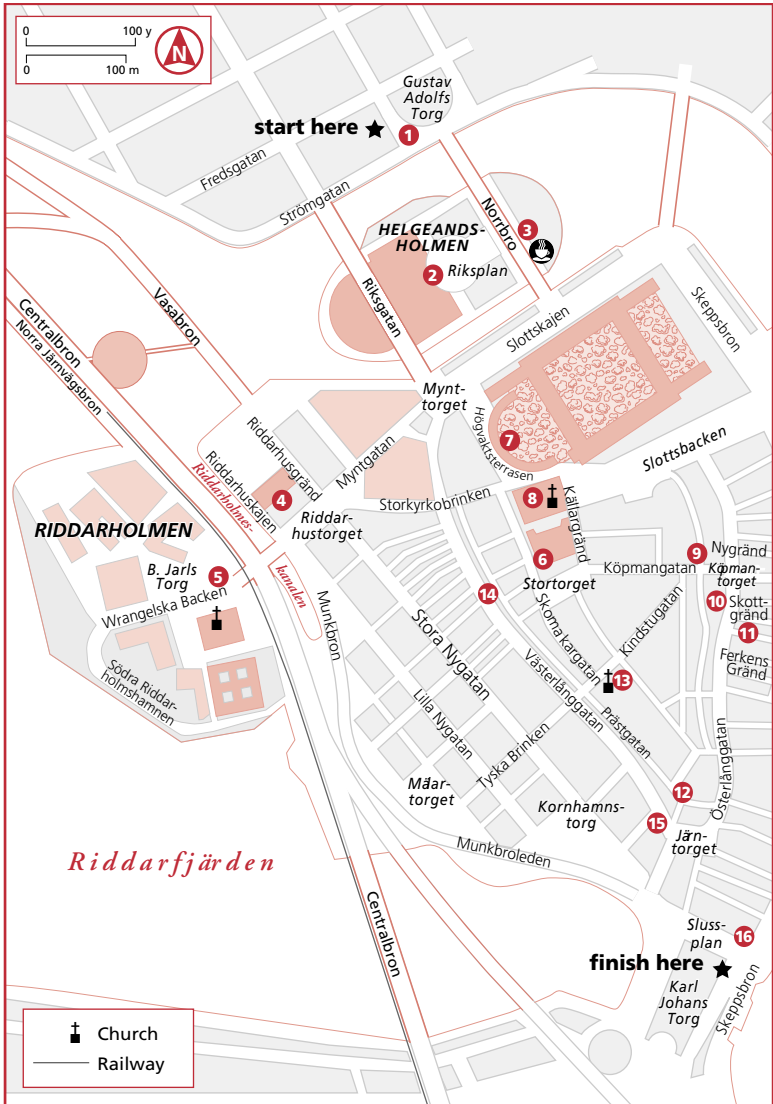 0 100 y
0 100 m
N
Gustav
Adolfs
Torg
start here
1
Fredsgatan
Strömgatan
HELGEANDS-
HOLMEN
Norrbro
3
2
Riksplan
Riksgatan
Vasabron
Centralbron
Norra Järnvägsbron
Slottskajen
Skeppsbron
Mynt-
torget
Högvaktsterrasen
7
Slottsbacken
Riddarhusgränd
Riddarhuskajen
Myntgatan
4
Riddar-
hustorget
Riddarholmes-
kanalen
Storkyrkobrinken
8
Källargränd
6
Stortorget
Köpmangatan
9
Nygränd
Köpman-
torget
10
Skott-
gränd
11
Ferkens
Gränd
RIDDARHOLMEN
B. Jarls
Torg
5
Wrangelska Backen
Södra Riddar-
holmshamnen
Munkbron
14
Stora Nygatan
Skoma kargatan
Kindstugatan
13
Västerlånggatan
Prästgatan
Lilla Nygatan
Tyska Brinken
Mälar-
torget
Kornhamns-
torg
12
15
Järn-
torget
Österlånggatan
Munkbroleden
Riddarfjärden
Centralbron
Sluss-
plan
16
finish here
Karl
Johans
Torg
Skeppsbron
Church
Railway